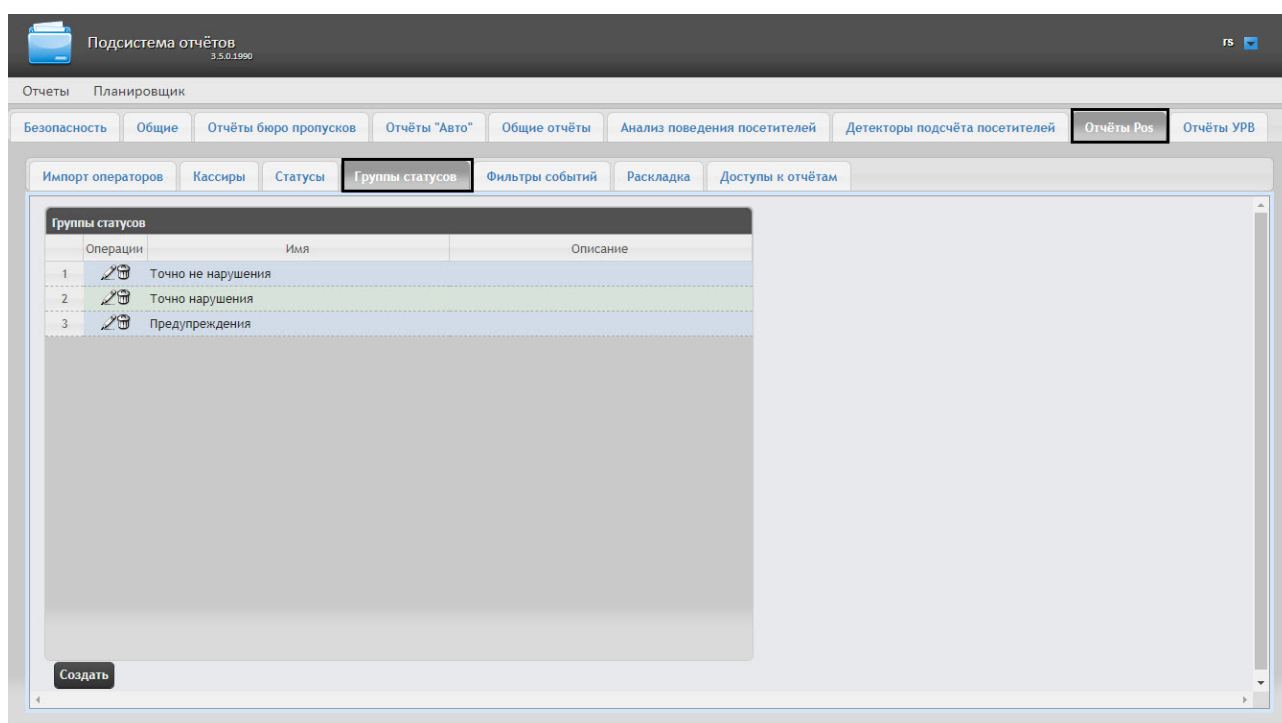 Подсистема отчётов
3.5.0.1990
rs
Отчеты Планировщик
Безопасность Общие Отчёты бюро пропусков Отчёты "Авто" Общие отчёты Анализ поведения посетителей Детекторы подсчёта посетителей Отчёты Pos Отчёты УРВ
Импорт операторов Кассиры Статусы Группы статусов Фильтры событий Раскладка Доступы к отчётам
Группы статусов
Операции Имя Описание
1 Точно не нарушения
2 Точно нарушения
3 Предупреждения
Создать